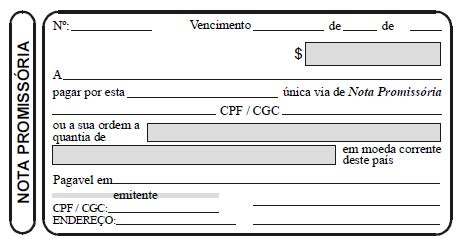 NOTA PROMISSÓRIA
Nº: Vencimento de de
$
A
pagar por esta única via de Nota Promissória
CPF / CGC
ou a sua ordem a
quantia de
em moeda corrente
deste país
Pagavel em
emitente
CPF / CGC:
ENDEREÇO: